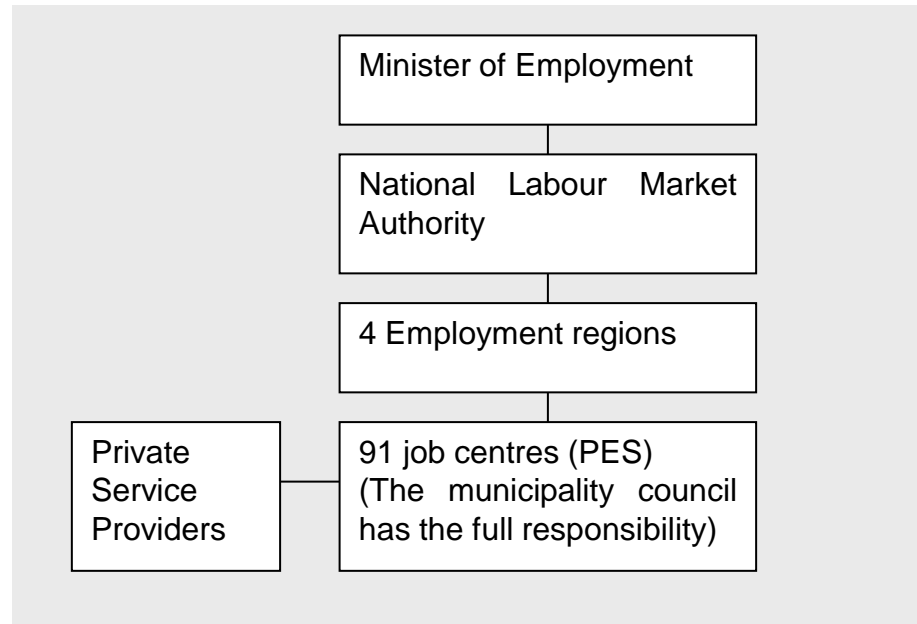 Minister of Employment
National Labour Market
Authority
4 Employment regions
Private
Service
Providers
91 job centres (PES)
(The municipality council
has the full responsibility)